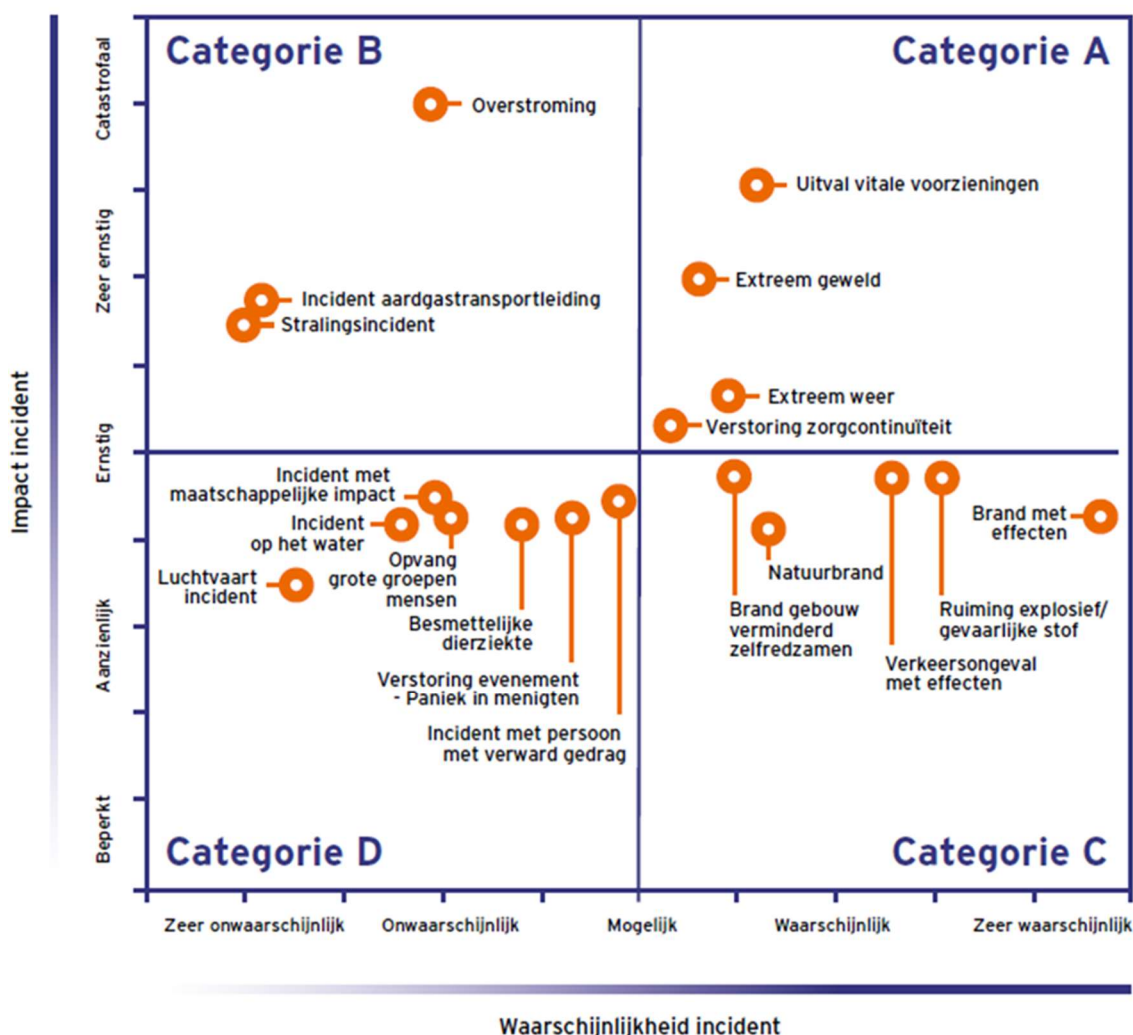 Categorie B
Categorie A
Overstroming
Uitval vitale voorzieningen
Extreem geweld
Incident aardgastransportleiding
Stralingsincident
Extreem weer
Verstoring zorgcontinuïteit
Incident met
maatschappelijke impact
Incident
op het water
Opvang
grote groepen
mensen
Luchtvaart
incident
Besmettelijke
dierziekte
Verstoring evenement
- Paniek in menigten
Incident met persoon
met verward gedrag
Brand met
effecten
Natuurbrand
Brand gebouw
verminderd
zelfredzamen
Ruiming explosief/
gevaarlijke stof
Verkeersongeval
met effecten
Categorie D
Categorie C
Impact incident
Catastrofaal
Zeer ernstig
Ernstig
Aanzienlijk
Beperkt
Zeer onwaarschijnlijk
Onwaarschijnlijk
Mogelijk
Waarschijnlijk
Zeer waarschijnlijk
Waarschijnlijkheid incident